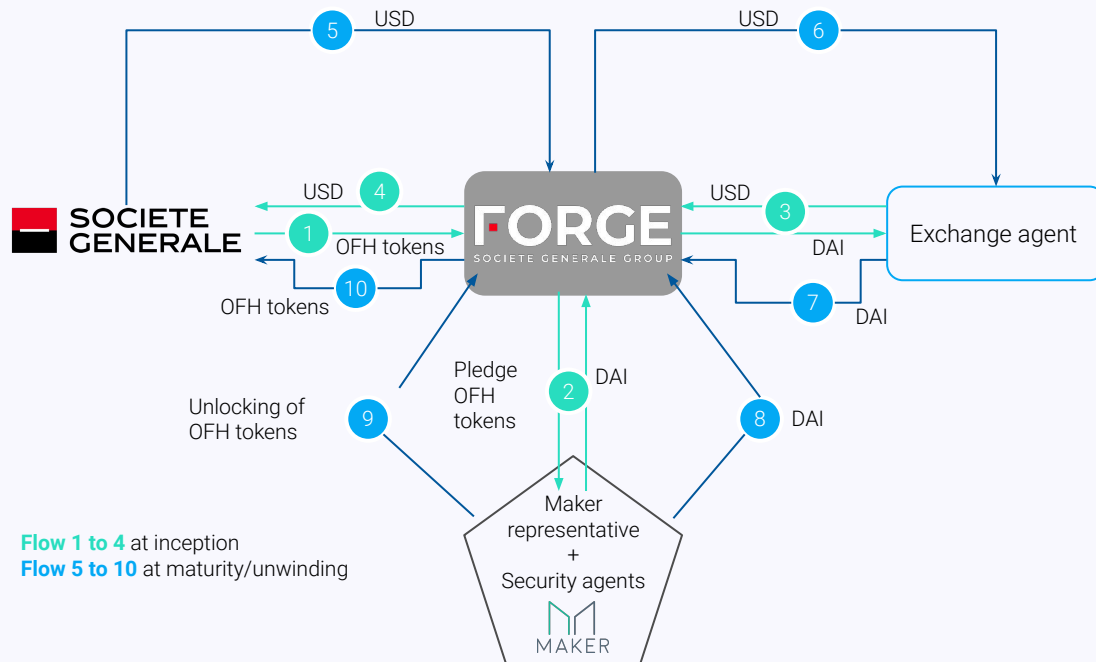 5
USD
6
USD
USD
4
USD
3
SOCIETE
GENERALE
1
OFH tokens
FORGE
SOCIETE GENERALE GROUP
DAI
Exchange agent
10
OFH tokens
7
DAI
Pledge
OFH
tokens
2
DAI
Unlocking of
OFH tokens
9
8
DAI
Maker
representative
+
Security agents
MAKER
Flow 1 to 4 at inception
Flow 5 to 10 at maturity/unwinding